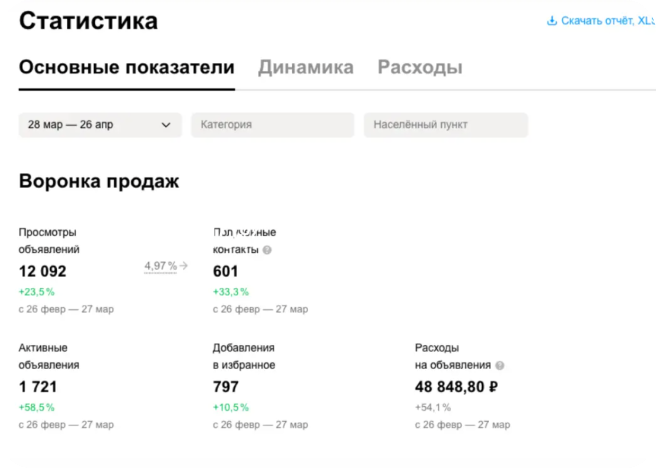 Статистика
Скачать отчёт, XLS
Основные показатели
Динамика
Расходы
28 мар — 26 апр
Категория
Населённый пункт
Воронка продаж
Просмотры
объявлений
12 092
+23,5 %
с 26 февр — 27 мар
4,97 %
контакты
601
+33,3 %
с 26 февр — 27 мар
Активные
объявления
1 721
+58,5 %
с 26 февр — 27 мар
Добавления
в избранное
797
+10,5 %
с 26 февр — 27 мар
Расходы
на объявления
48 848,80 ₽
+54,1 %
с 26 февр — 27 мар